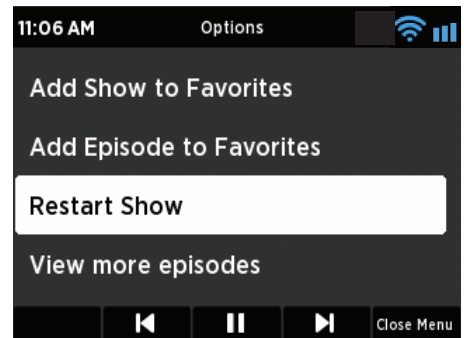 11:06 AM Options
Add Show to Favorites
Add Episode to Favorites
Restart Show
View more episodes
Close Menu